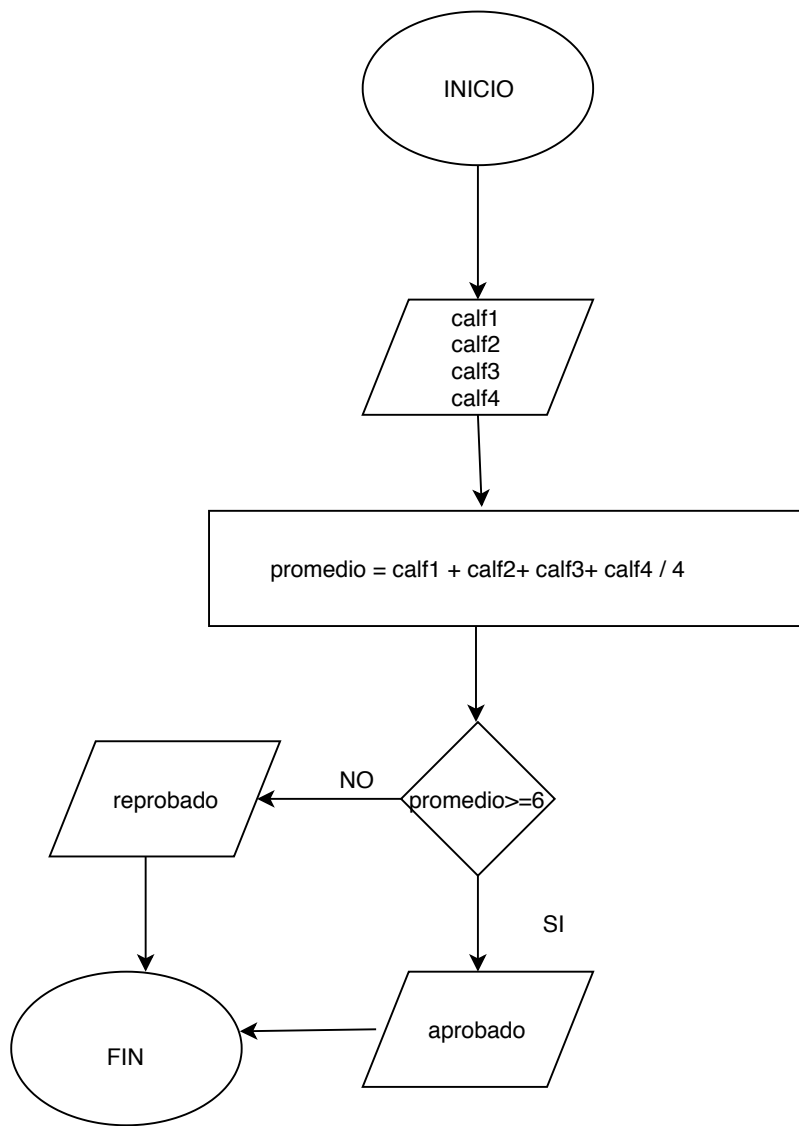 INICIO
calf1
calf2
calf3
calf4
promedio = calf1 + calf2+ calf3+ calf4 / 4
promedio>=6
NO
reprobado
SI
aprobado
FIN